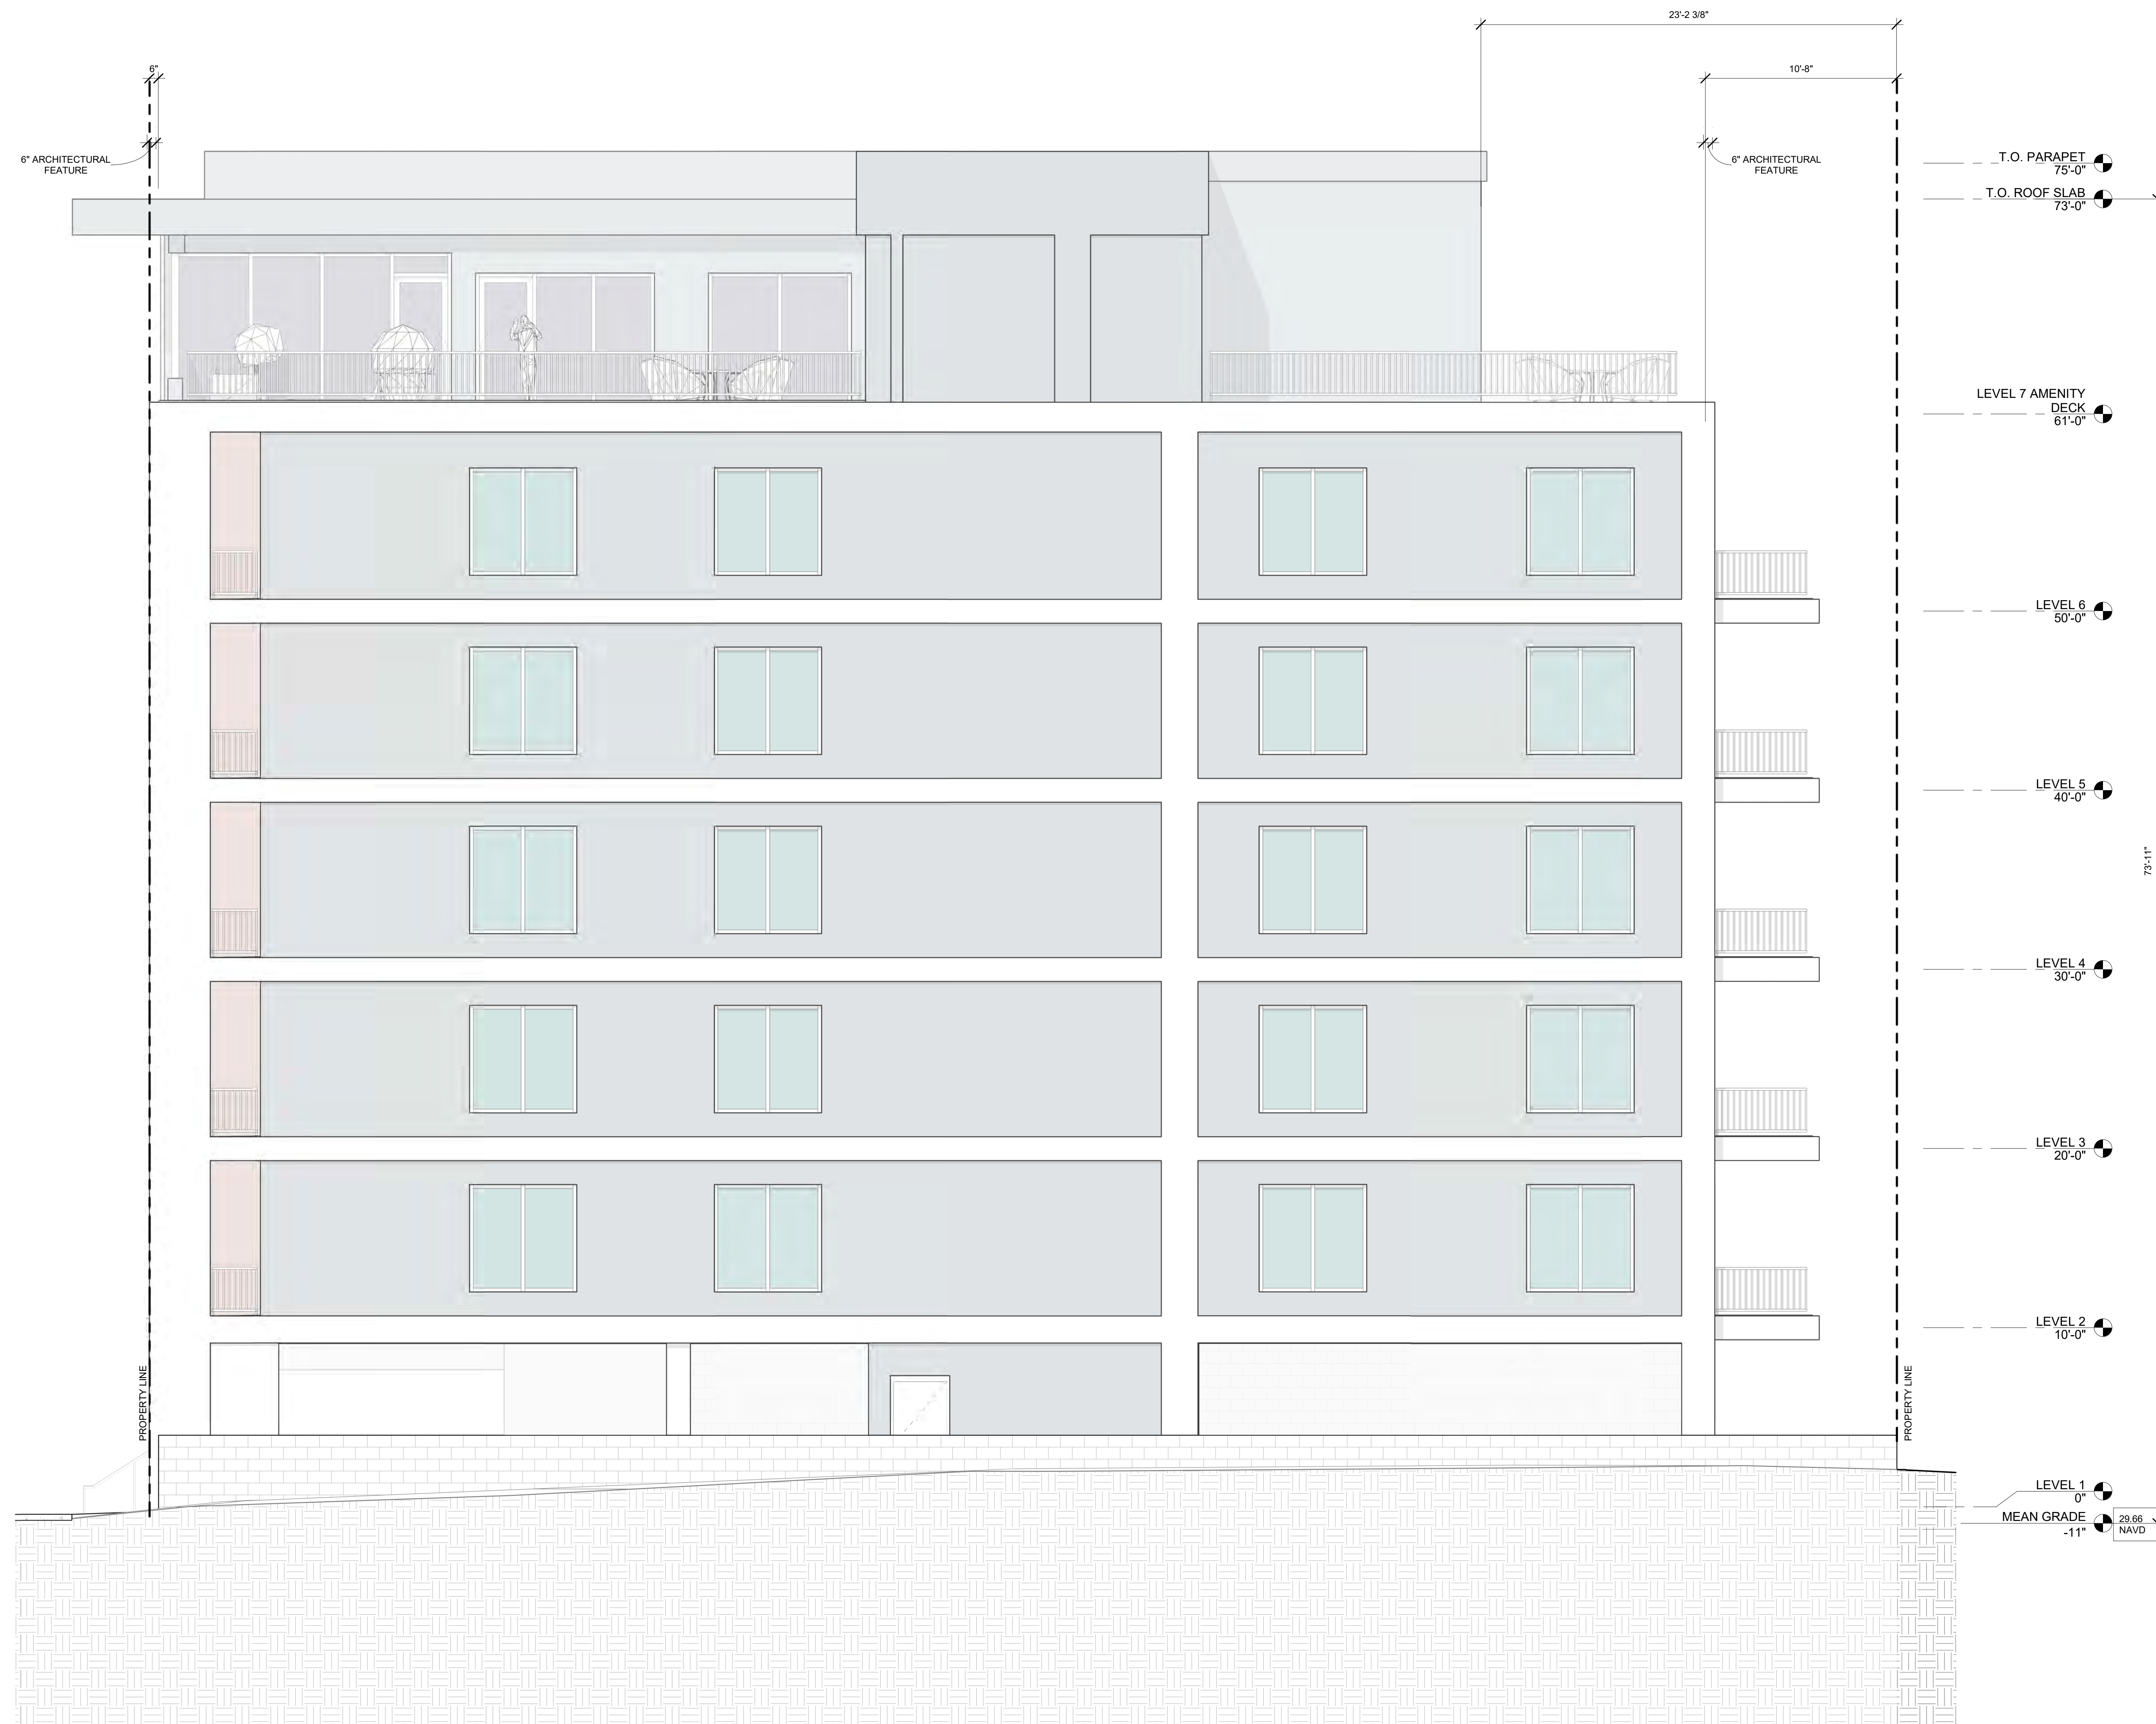 23'-2 3/8"
6"
10'-8"
6" ARCHITECTURAL
FEATURE
6" ARCHITECTURAL
FEATURE
T.O. PARAPET
75'-0"
T.O. ROOF SLAB
73'-0"
LEVEL 7 AMENITY
DECK
61'-0"
LEVEL 6
50'-0"
LEVEL 5
40'-0"
73'-11"
LEVEL 4
30'-0"
LEVEL 3
20'-0"
LEVEL 2
10'-0"
PROPERTY LINE
PROPERTY LINE
LEVEL 1
0"
MEAN GRADE
-11"
29.66
NAVD